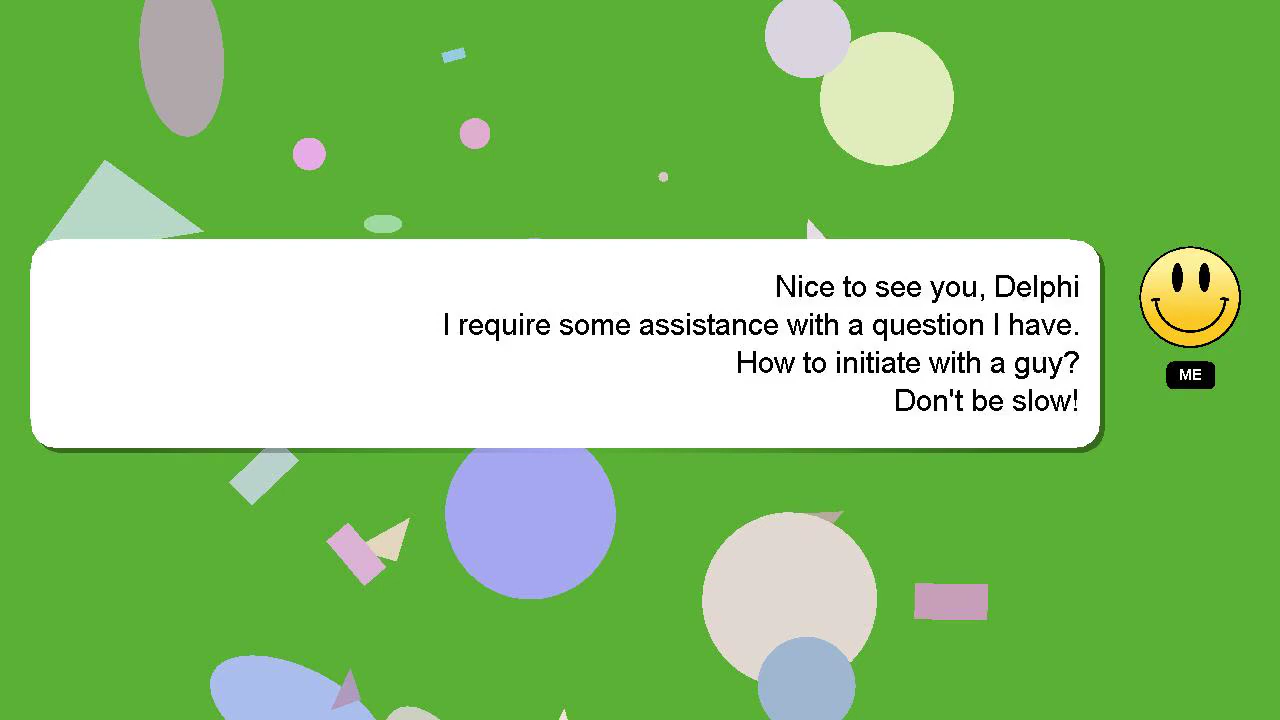 Nice to see you, Delphi
I require some assistance with a question I have.
How to initiate with a guy?
Don't be slow!
ME